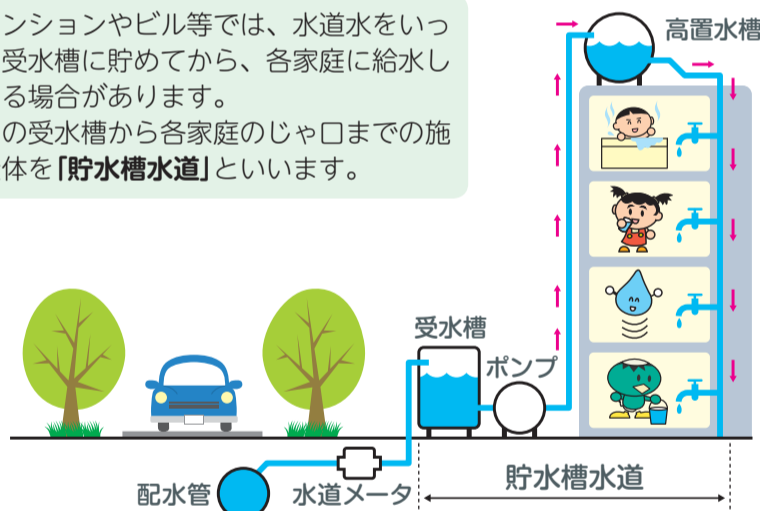 ンションやビル等では、水道水をいっ
受水槽に貯めてから、各家庭に給水し
る場合があります。
の受水槽から各家庭のじゃ口までの施
体を「貯水槽水道」といいます。
高置水槽
受水槽
ポンプ
配水管
水道メータ
貯水槽水道